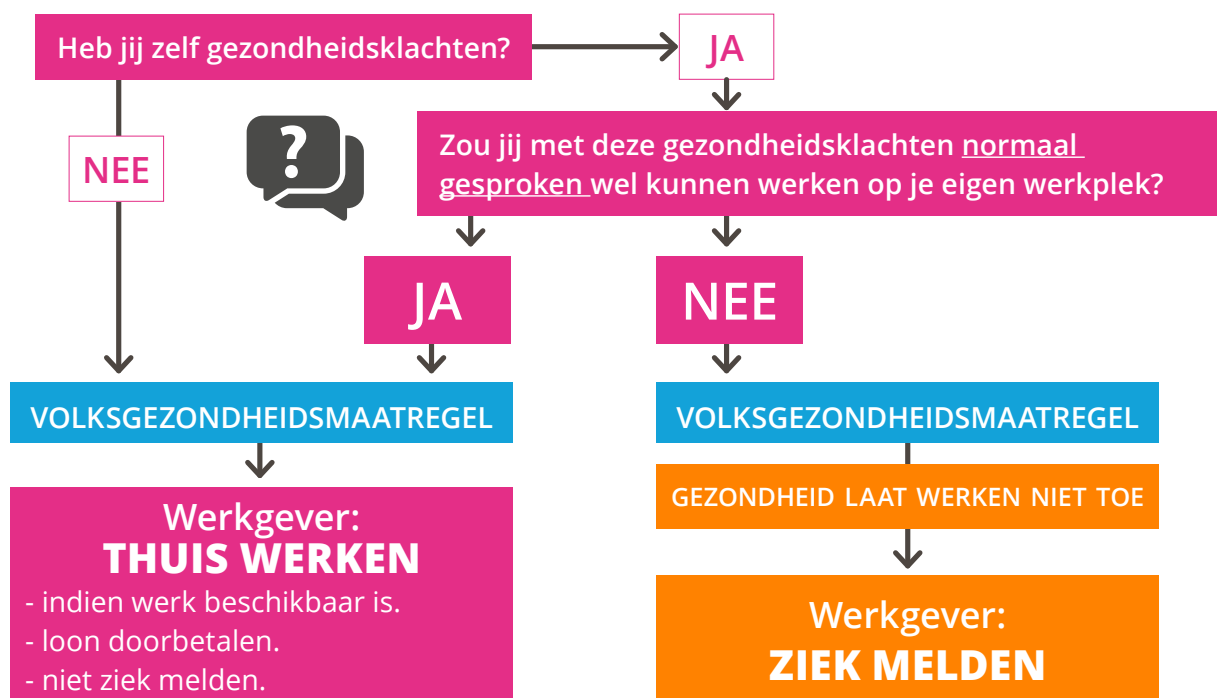 Heb jij zelf gezondheidsklachten?
JA
NEE
?
Zou jij met deze gezondheidsklachten normaal
gesproken wel kunnen werken op je eigen werkplek?
JA
NEE
VOLKSGEZONDHEIDSMAATREGEL
VOLKSGEZONDHEIDSMAATREGEL
GEZONDHEID LAAT WERKEN NIET TOE
Werkgever:
THUIS WERKEN
- indien werk beschikbaar is.
- loon doorbetalen.
- niet ziek melden.
Werkgever:
ZIEK MELDEN